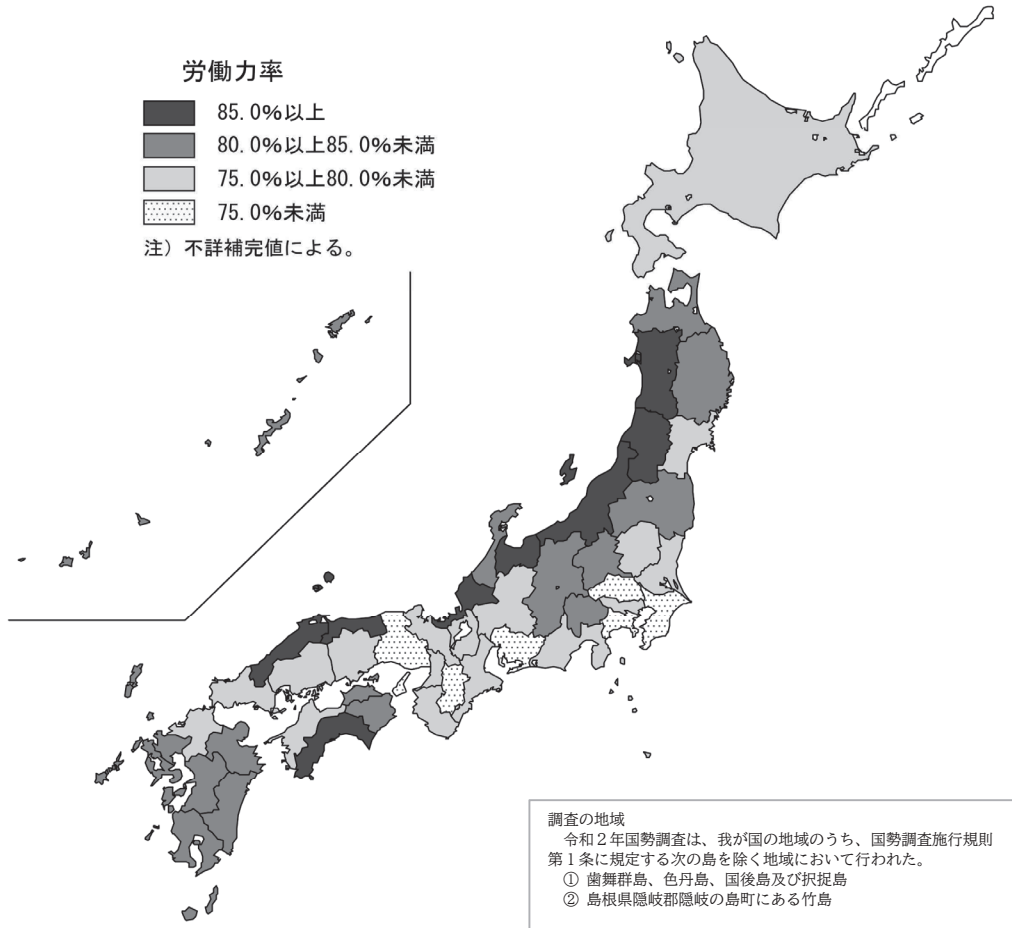 労働力率
85.0%以上
80.0%以上85.0%未満
75.0%以上80.0%未満
75.0%未満
注）不詳補完値による。
調査の地域
令和２年国勢調査は、我が国の地域のうち、国勢調査施行規則
第１条に規定する次の島を除く地域において行われた。
① 歯舞群島、色丹島、国後島及び択捉島
② 島根県隠岐郡隠岐の島町にある竹島